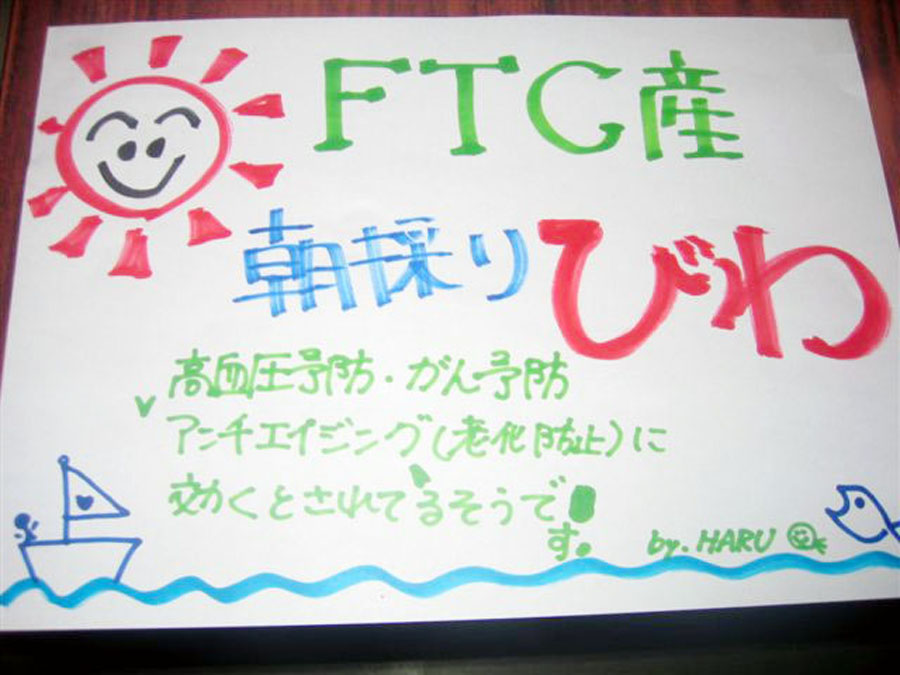 FTC産
朝採りびわ
高血圧予防・がん予防
アンチエイジング(老化防止)に
効くとされてるそうで
す。
by. HARU